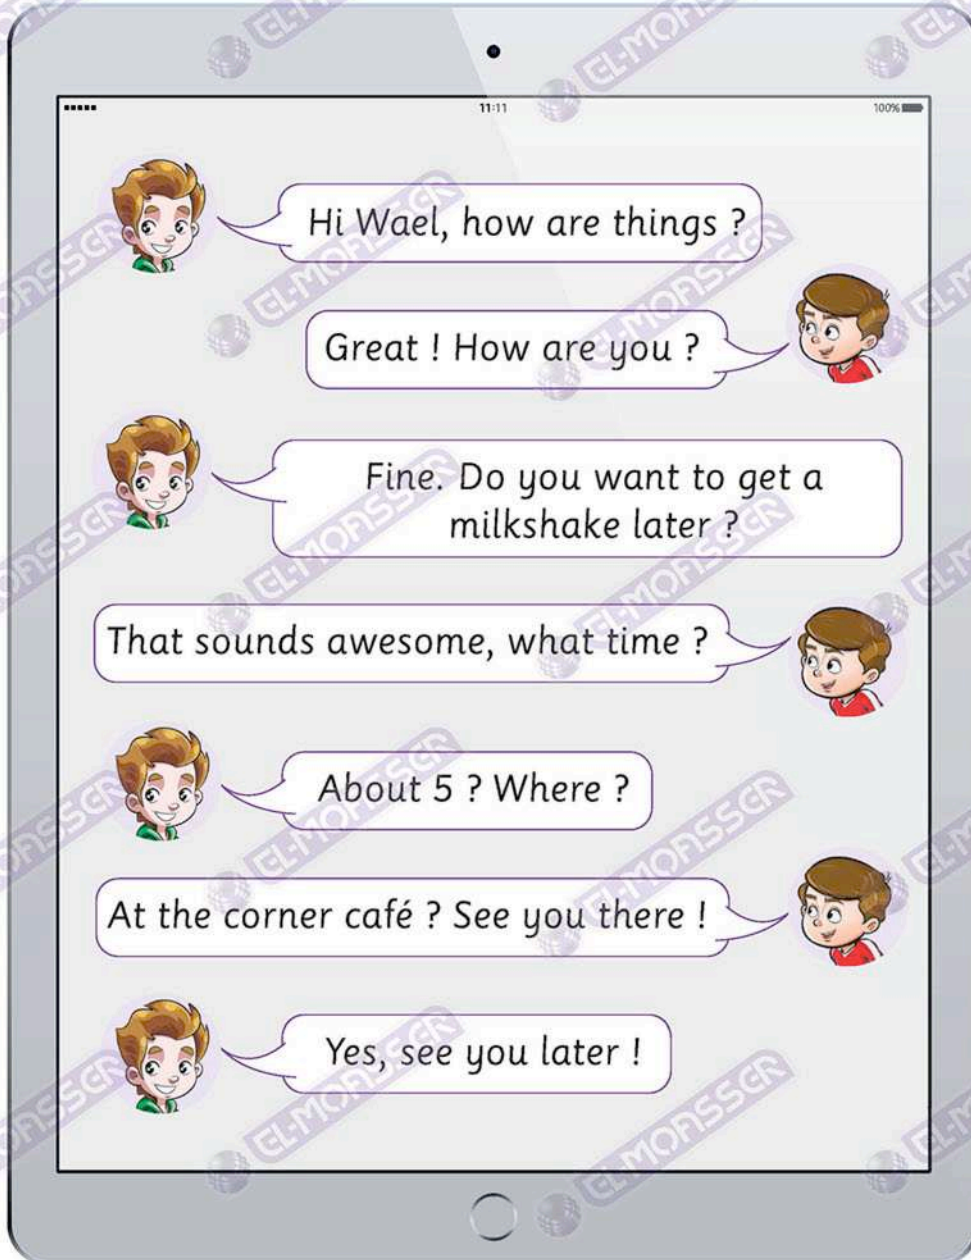 11:11
100%
Hi Wael, how are things ?
Great ! How are you ?
Fine. Do you want to get a
milkshake later ?
That sounds awesome, what time ?
About 5 ? Where ?
At the corner café ? See you there !
Yes, see you later !
EL-MOASSER